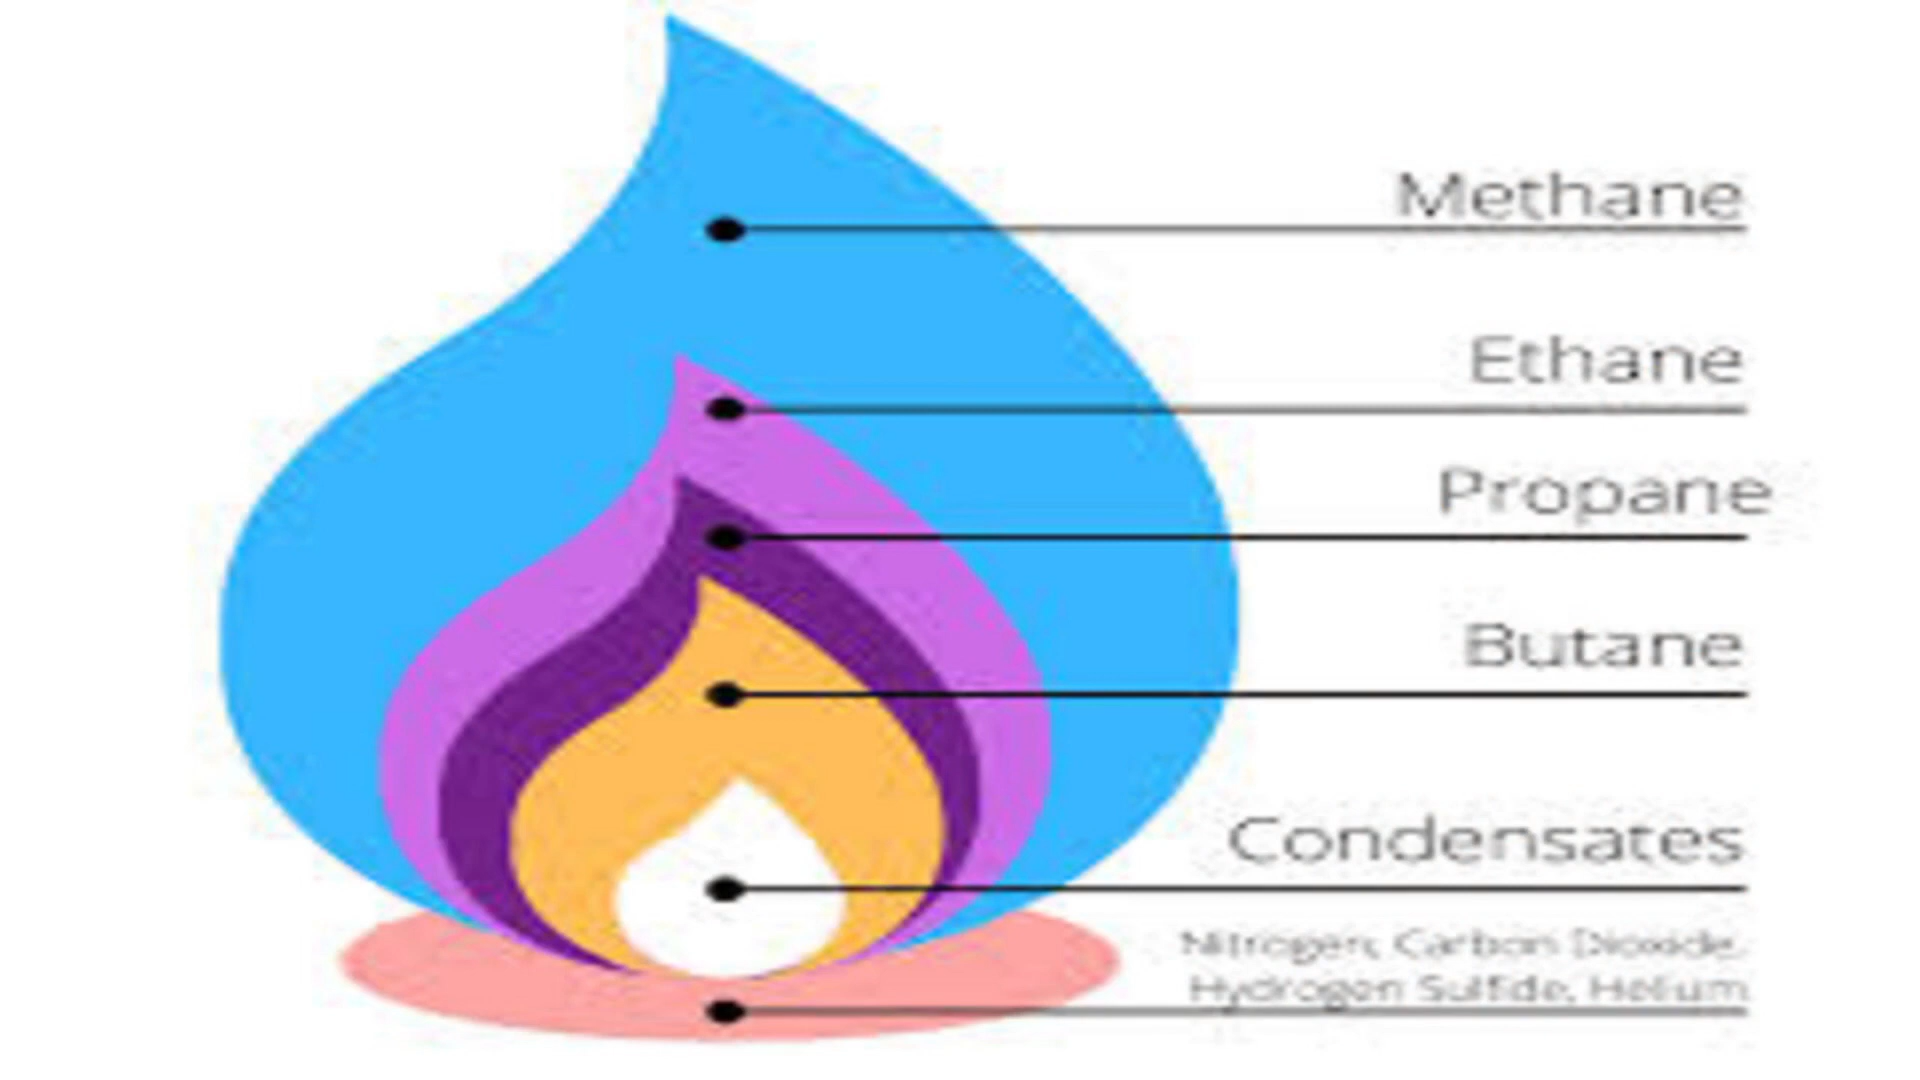 Methane
Ethane
Propane
Butane
Condensates
Nitrogen, Carbon Dioxide,
Hydrogen Sulfide, Helium